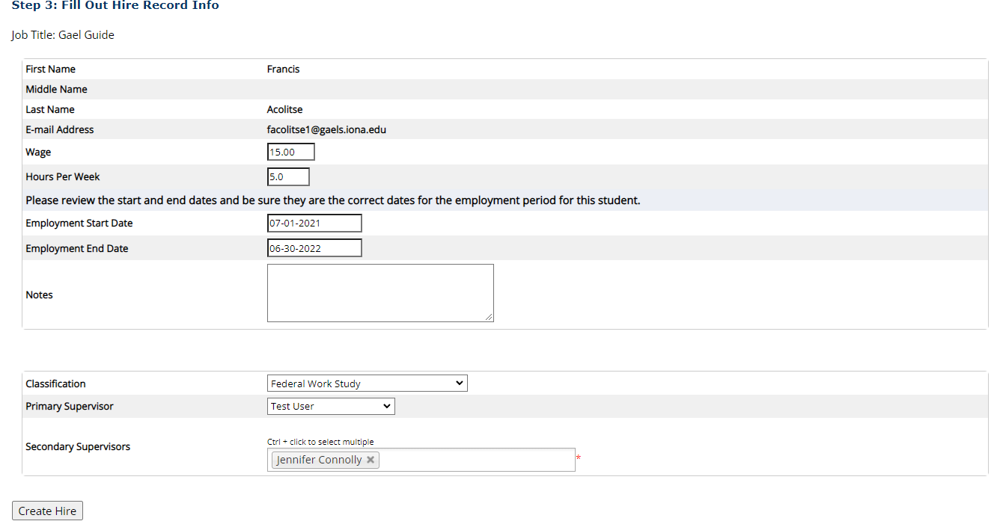 Step 3: Fill Out Hire Record Info
Job Title: Gael Guide
First Name Francis
Middle Name
Last Name Acolitse
E-mail Address facolitse1@gaels.iona.edu
Wage 15.00
Hours Per Week 5.0
Please review the start and end dates and be sure they are the correct dates for the employment period for this student.
Employment Start Date 07-01-2021
Employment End Date 06-30-2022
Notes
Classification Federal Work Study
Primary Supervisor Test User
Ctrl + click to select multiple
Secondary Supervisors Jennifer Connolly ✖ *
Create Hire